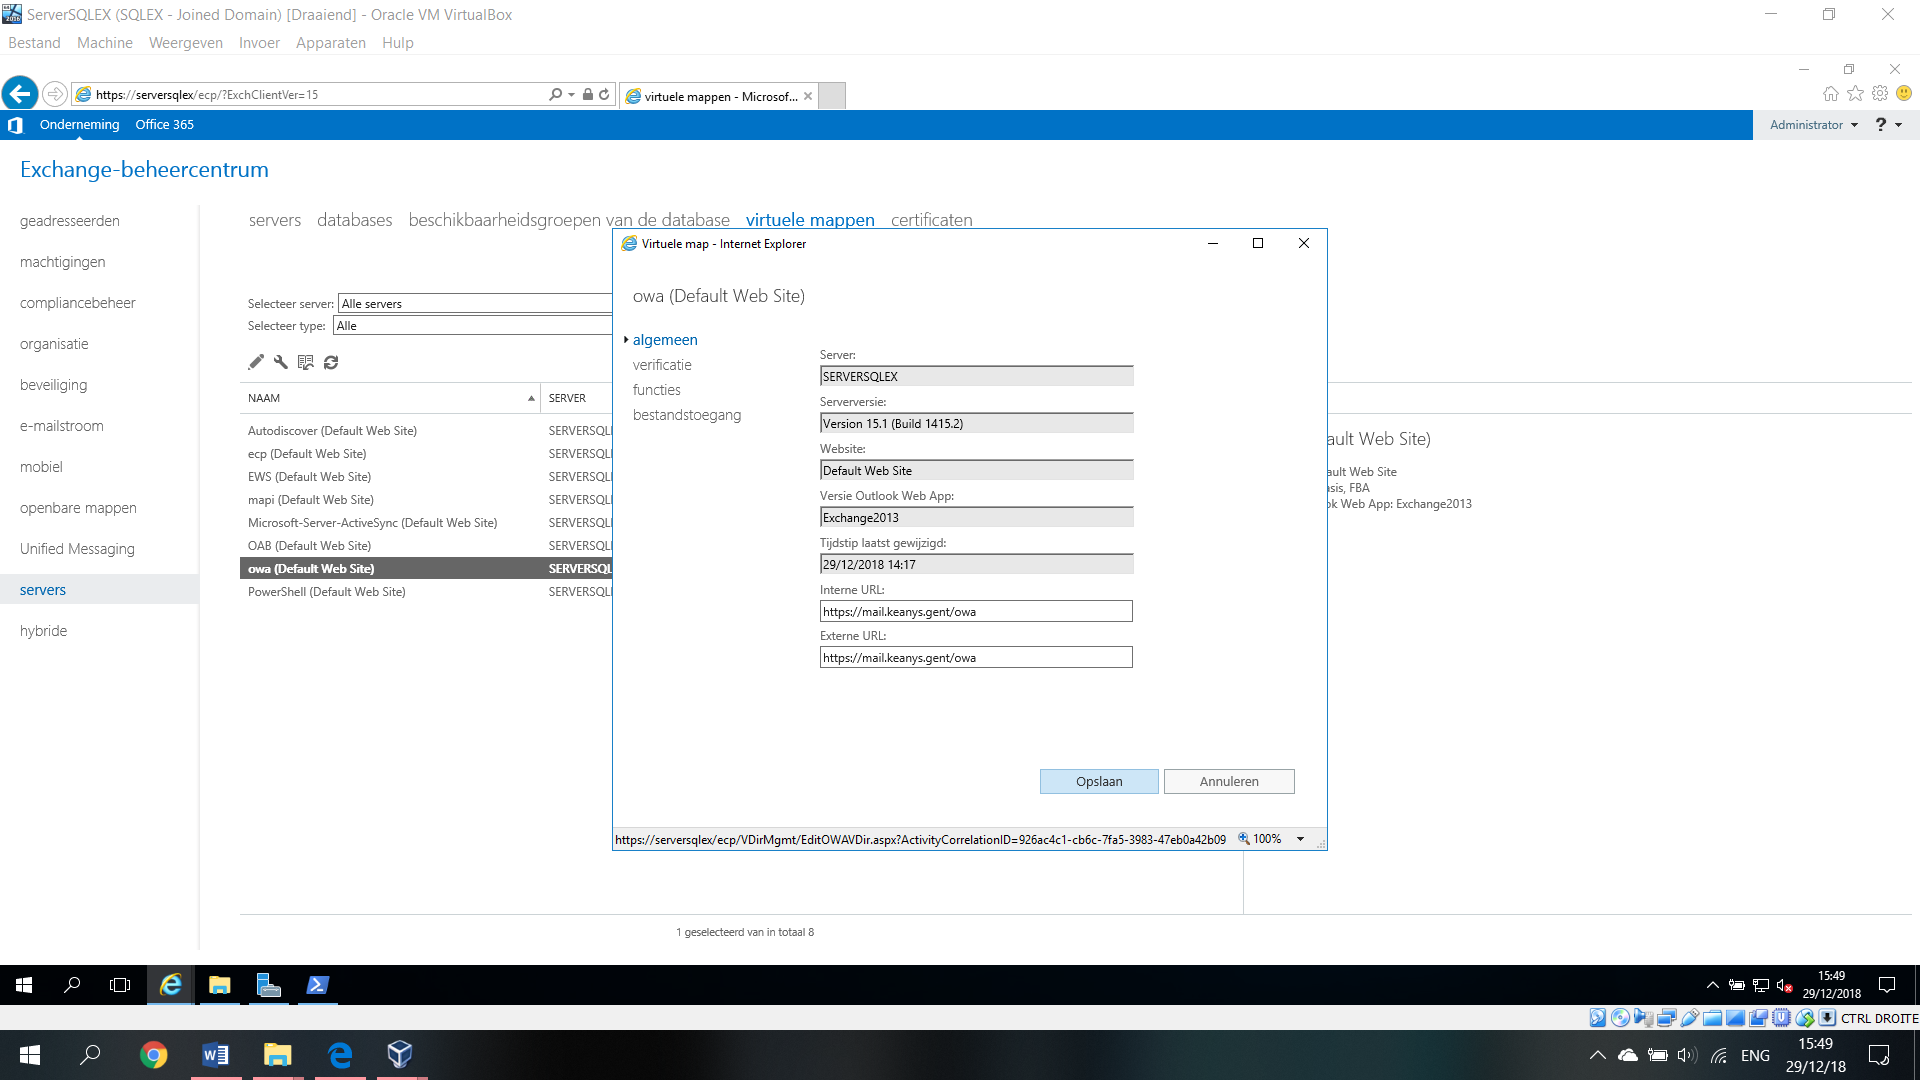 ServerSQLEX (SQLEX - Joined Domain) [Draaiend] - Oracle VM VirtualBox
Bestand Machine Weergeven Invoer Apparaten Hulp
https://serversqlex/ecp/?ExchClientVer=15
virtuele mappen - Microsof...
Onderneming Office 365
Administrator ?
Exchange-beheercentrum
geadresseerden
machtigingen
compliancebeheer
organisatie
beveiliging
e-mailstroom
mobiel
openbare mappen
Unified Messaging
servers
hybride
servers databases beschikbaarheidsgroepen van de database virtuele mappen certificaten
Selecteer server: Alle servers
Selecteer type: Alle
NAAM SERVER
Autodiscover (Default Web Site) SERVERSQL
ecp (Default Web Site) SERVERSQL
EWS (Default Web Site) SERVERSQL
mapi (Default Web Site) SERVERSQL
Microsoft-Server-ActiveSync (Default Web Site) SERVERSQL
OAB (Default Web Site) SERVERSQL
owa (Default Web Site) SERVERSQL
PowerShell (Default Web Site) SERVERSQL
1 geselecteerd van in totaal 8
Virtuele map - Internet Explorer
owa (Default Web Site)
algemeen
verificatie
functies
bestandstoegang
Server:
SERVERSQLEX
Serverversie:
Version 15.1 (Build 1415.2)
Website:
Default Web Site
Versie Outlook Web App:
Exchange2013
Tijdstip laatst gewijzigd:
29/12/2018 14:17
Interne URL:
https://mail.keanys.gent/owa
Externe URL:
https://mail.keanys.gent/owa
Opslaan Annuleren
https://serversqlex/ecp/VDirMgmt/EditOWAVDir.aspx?ActivityCorrelationID=926ac4c1-cb6c-7fa5-3983-47eb0a42b09
100%
ault Web Site)
ault Web Site
sis, FBA
ok Web App: Exchange2013
15:49
29/12/2018
CTRL DROITE
ENG
15:49
29/12/18